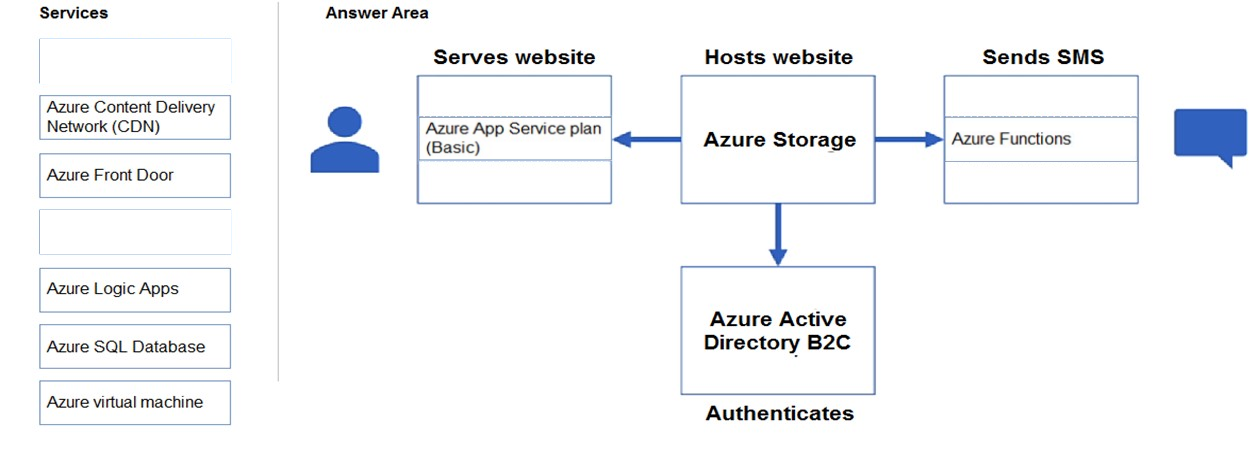 Services
Answer Area
Serves website
Hosts website
Sends SMS
Azure Content Delivery
Network (CDN)
Azure Front Door
Azure Logic Apps
Azure SQL Database
Azure virtual machine
Azure App Service plan
(Basic)
Azure Storage
Azure Functions
Azure Active
Directory B2C
Authenticates